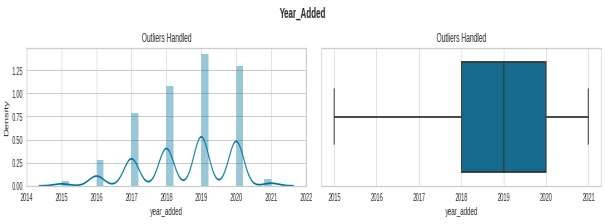 Year_Added
Outliers Handled
Density
1.25
1.00
0.75
0.50
0.25
0.00
2014 2015 2016 2017 2018 2019 2020 2021 2022
year_added
Outliers Handled
2015 2016 2017 2018 2019 2020 2021
year_added